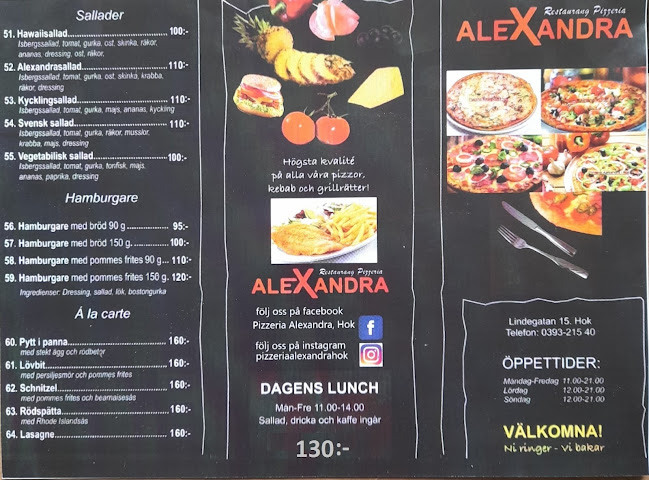 Sallader
51. Hawaiisallad 100:-
Isbergssallad, tomat, gurka, ost, skinka, räkor,
ananas, dressing, ost, räkor,
52. Alexandrasallad 110:-
Isbergssallad, tomat, gurka, ost, skinka, krabba,
räkor, dressing
53. Kycklingsallad 110:-
Isbergssallad, tomat, gurka, majs, ananas, kyckling
54. Svensk sallad 110:-
Isbergssallad, tomat, gurka, räkor, musslor,
krabba, majs, dressing
55. Vegetabilisk sallad 100:-
Isbergssallad, tomat, gurka, tonfisk, majs,
ananas, paprika, dressing
Hamburgare
56. Hamburgare med bröd 90 g 95:-
57. Hamburgare med bröd 150 g. 100:-
58. Hamburgare med pommes frites 90 g 110:-
59. Hamburgare med pommes frites 150 g. 120:-
Ingredienser: Dressing, sallad, lök, bostongurka
À la carte
60. Pytt i panna 160:-
med stekt ägg och rödbetor
61. Lövbit 160:-
med persiljesmör och pommes frites
62. Schnitzel 160:-
med pommes frites och bearnaisesås
63. Rödspätta 160:-
med Rhode Islandsås
64. Lasagne 160:-
Högsta kvalité
på alla våra pizzor,
kebab och grillrätter!
Restaurang Pizzeria
ALEXANDRA
följ oss på facebook
Pizzeria Alexandra, Hok
följ oss på instagram
pizzeriaalexandrahok
DAGENS LUNCH
Mån-Fre 11.00-14.00
Sallad, dricka och kaffe ingår
130:-
Restaurang Pizzeria
ALEXANDRA
Lindegatan 15. Hok
Telefon: 0393-215 40
ÖPPETTIDER:
Måndag-Fredag 11.00-21.00
Lördag 12.00-21.00
Söndag 12.00-21.00
VÄLKOMNA!
Ni ringer - Vi bakar